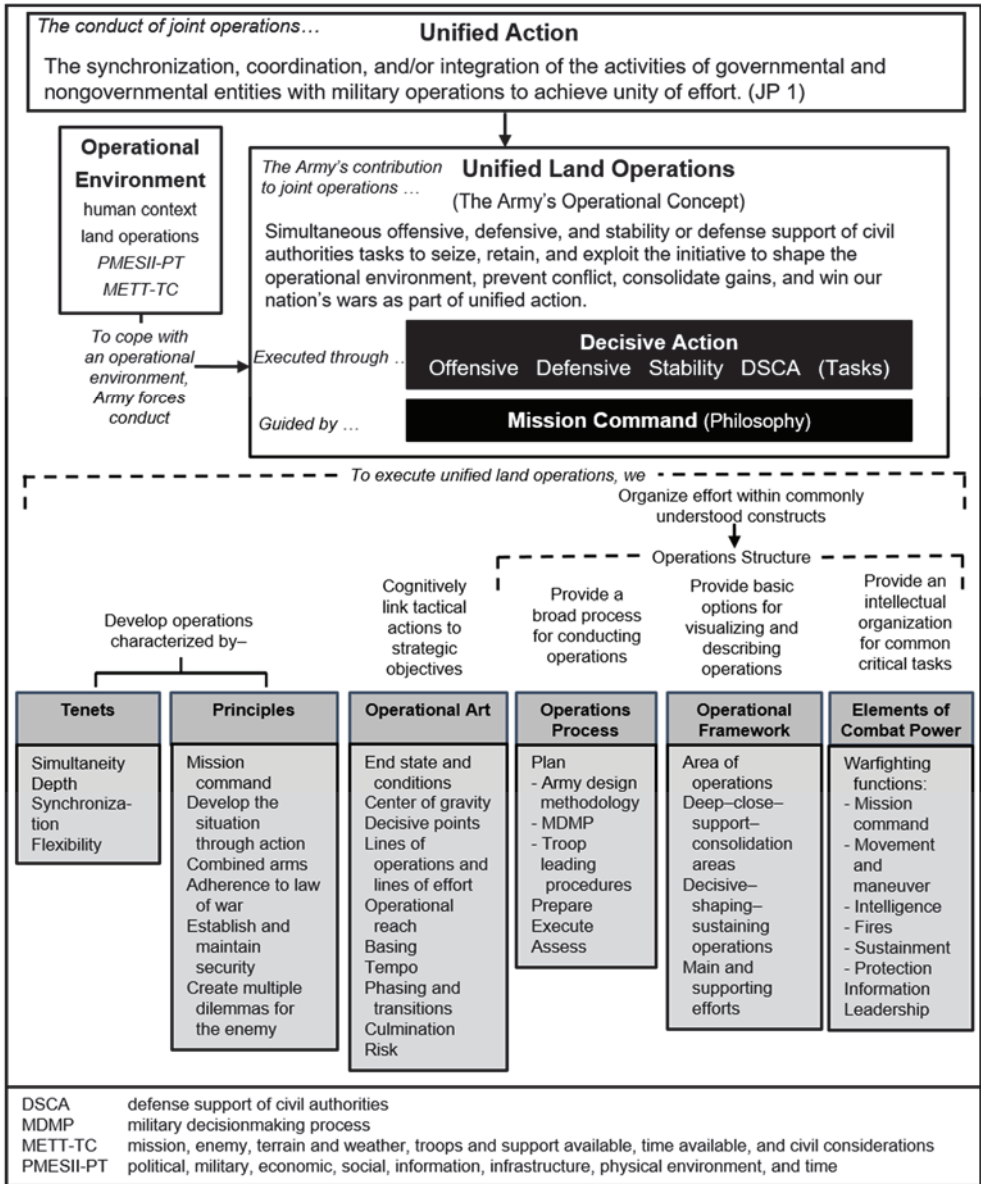 The conduct of joint operations…
Unified Action
The synchronization, coordination, and/or integration of the activities of governmental and
nongovernmental entities with military operations to achieve unity of effort. (JP 1)
Operational
Environment
human context
land operations
PMESII-PT
METT-TC
To cope with
an operational
environment,
Army forces
conduct
The Army's contribution
to joint operations …
Unified Land Operations
(The Army's Operational Concept)
Simultaneous offensive, defensive, and stability or defense support of civil
authorities tasks to seize, retain, and exploit the initiative to shape the
operational environment, prevent conflict, consolidate gains, and win our
nation's wars as part of unified action.
Executed through …
Decisive Action
Offensive Defensive Stability DSCA (Tasks)
Guided by …
Mission Command (Philosophy)
To execute unified land operations, we
Organize effort within commonly
understood constructs
Operations Structure
Develop operations
characterized by–
Cognitively
link tactical
actions to
strategic
objectives
Provide a
broad process
for conducting
operations
Provide basic
options for
visualizing and
describing
operations
Provide an
intellectual
organization
for common
critical tasks
Tenets
Simultaneity
Depth
Synchroniza-
tion
Flexibility
Principles
Mission
command
Develop the
situation
through action
Combined arms
Adherence to law
of war
Establish and
maintain
security
Create multiple
dilemmas for
the enemy
Operational Art
End state and
conditions
Center of gravity
Decisive points
Lines of
operations and
lines of effort
Operational
reach
Basing
Tempo
Phasing and
transitions
Culmination
Risk
Operations
Process
Plan
- Army design
methodology
- MDMP
- Troop
leading
procedures
Prepare
Execute
Assess
Operational
Framework
Area of
operations
Deep–close–
support–
consolidation
areas
Decisive–
shaping–
sustaining
operations
Main and
supporting
efforts
Elements of
Combat Power
Warfighting
functions:
- Mission
command
- Movement
and
maneuver
- Intelligence
- Fires
- Sustainment
- Protection
Information
Leadership
DSCA defense support of civil authorities
MDMP military decisionmaking process
METT-TC mission, enemy, terrain and weather, troops and support available, time available, and civil considerations
PMESII-PT political, military, economic, social, information, infrastructure, physical environment, and time